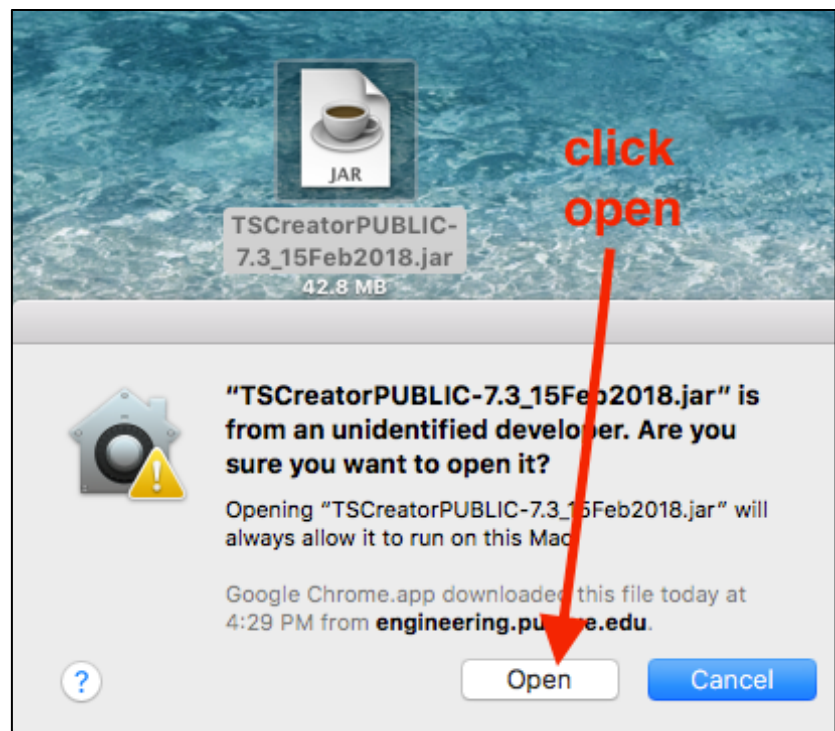 click
open
JAR
TSCreatorPUBLIC-
7.3_15Feb2018.jar
42.8 MB
“TSCreatorPUBLIC-7.3_15Feb2018.jar” is
from an unidentified developer. Are you
sure you want to open it?
Opening “TSCreatorPUBLIC-7.3_15Feb2018.jar” will
always allow it to run on this Mac.
Google Chrome.app downloaded this file today at
4:29 PM from engineering.purdue.edu.
?
Open
Cancel